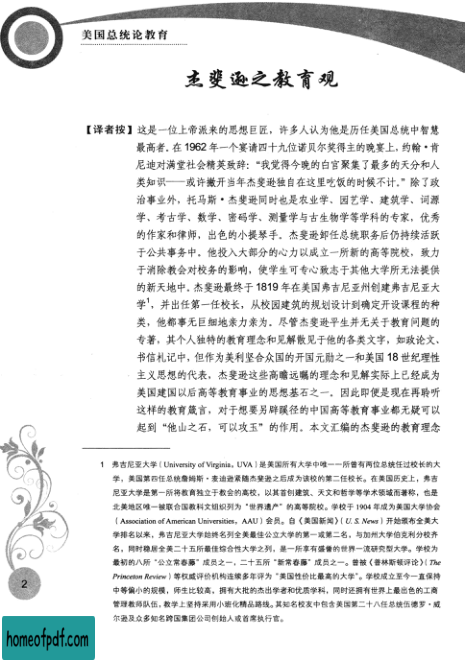 美国总统论教育
杰斐逊之教育观
【译者按】这是一位上帝派来的思想巨匠，许多人认为他是历任美国总统中智慧
最高者。在 1962 年一个宴请四十九位诺贝尔奖得主的晚宴上，约翰·肯
尼迪对满堂社会精英致辞：“我觉得今晚的白宫聚集了最多的天分和人
类知识——或许撇开当年杰斐逊独自在这里吃饭的时候不计。”除了政
治事业外，托马斯·杰斐逊同时也是农业学、园艺学、建筑学、词源
学、考古学、数学、密码学、测量学与古生物学等学科的专家，优秀
的作家和律师，出色的小提琴手。杰斐逊卸任总统职务后仍持续活跃
于公共事务中。他投入大部分的心力以成立一所新的高等院校，致力
于消除教会对校务的影响，使学生可专心致志于其他大学所无法提供
的新天地中。杰斐逊最终于 1819 年在美国弗吉尼亚州创建弗吉尼亚大
学1，并出任第一任校长，从校园建筑的规划设计到确定开设课程的种
类，他都事无巨细地亲力亲为。尽管杰斐逊平生并无关于教育问题的
专著，其个人独特的教育理念和见解散见于他的各类文字，如政论文、
书信札记中，但作为美利坚合众国的开国元勋之一和美国 18 世纪理性
主义思想的代表，杰斐逊这些高瞻远瞩的理念和见解实际上已经成为
美国建国以后高等教育事业的思想基石之一。因此即便是现在再聆听
这样的教育箴言，对于想要另辟蹊径的中国高等教育事业都无疑可以
起到“他山之石，可以攻玉”的作用。本文汇编的杰斐逊的教育理念
1 弗吉尼亚大学（University of Virginia，UVA）是美国所有大学中唯一一所曾有两位总统任过校长的大
学，美国第四任总统詹姆斯·麦迪逊紧随杰斐逊之后成为该校的第二任校长。在美国历史上，弗吉
尼亚大学是第一所将教育独立于教会的高校，以其首创建筑、天文和哲学等学术领域而著称，也是
北美地区唯一被联合国教科文组织列为“世界遗产”的高等院校。学校于 1904 年成为美国大学协会
（Association of American Universities，AAU）会员。自《美国新闻》（U. S. News）开始颁布全美大
学排名以来，弗吉尼亚大学始终名列全美最佳公立大学的第一或第二名，与加州大学伯克利分校齐
名，同时稳居全美二十五所最佳综合性大学之列，是一所享有盛誉的世界一流研究型大学。学校为
最初的八所“公立常春藤”成员之一，二十五所“新常春藤”成员之一。曾被《普林斯顿评论》（The
Princeton Review）等权威评价机构连续多年评为“美国性价比最高的大学”。学校成立至今一直保持
中等偏小的规模，师生比较高，拥有大批的杰出学者和优质学科，同时还拥有世界上最出色的工商
管理教师队伍，教学上坚持采用小班化精品路线。其知名校友中包含美国第二十八任总统伍德罗·威
尔逊及众多知名跨国集团公司创始人或首席执行官。
2
homeofpdf.com